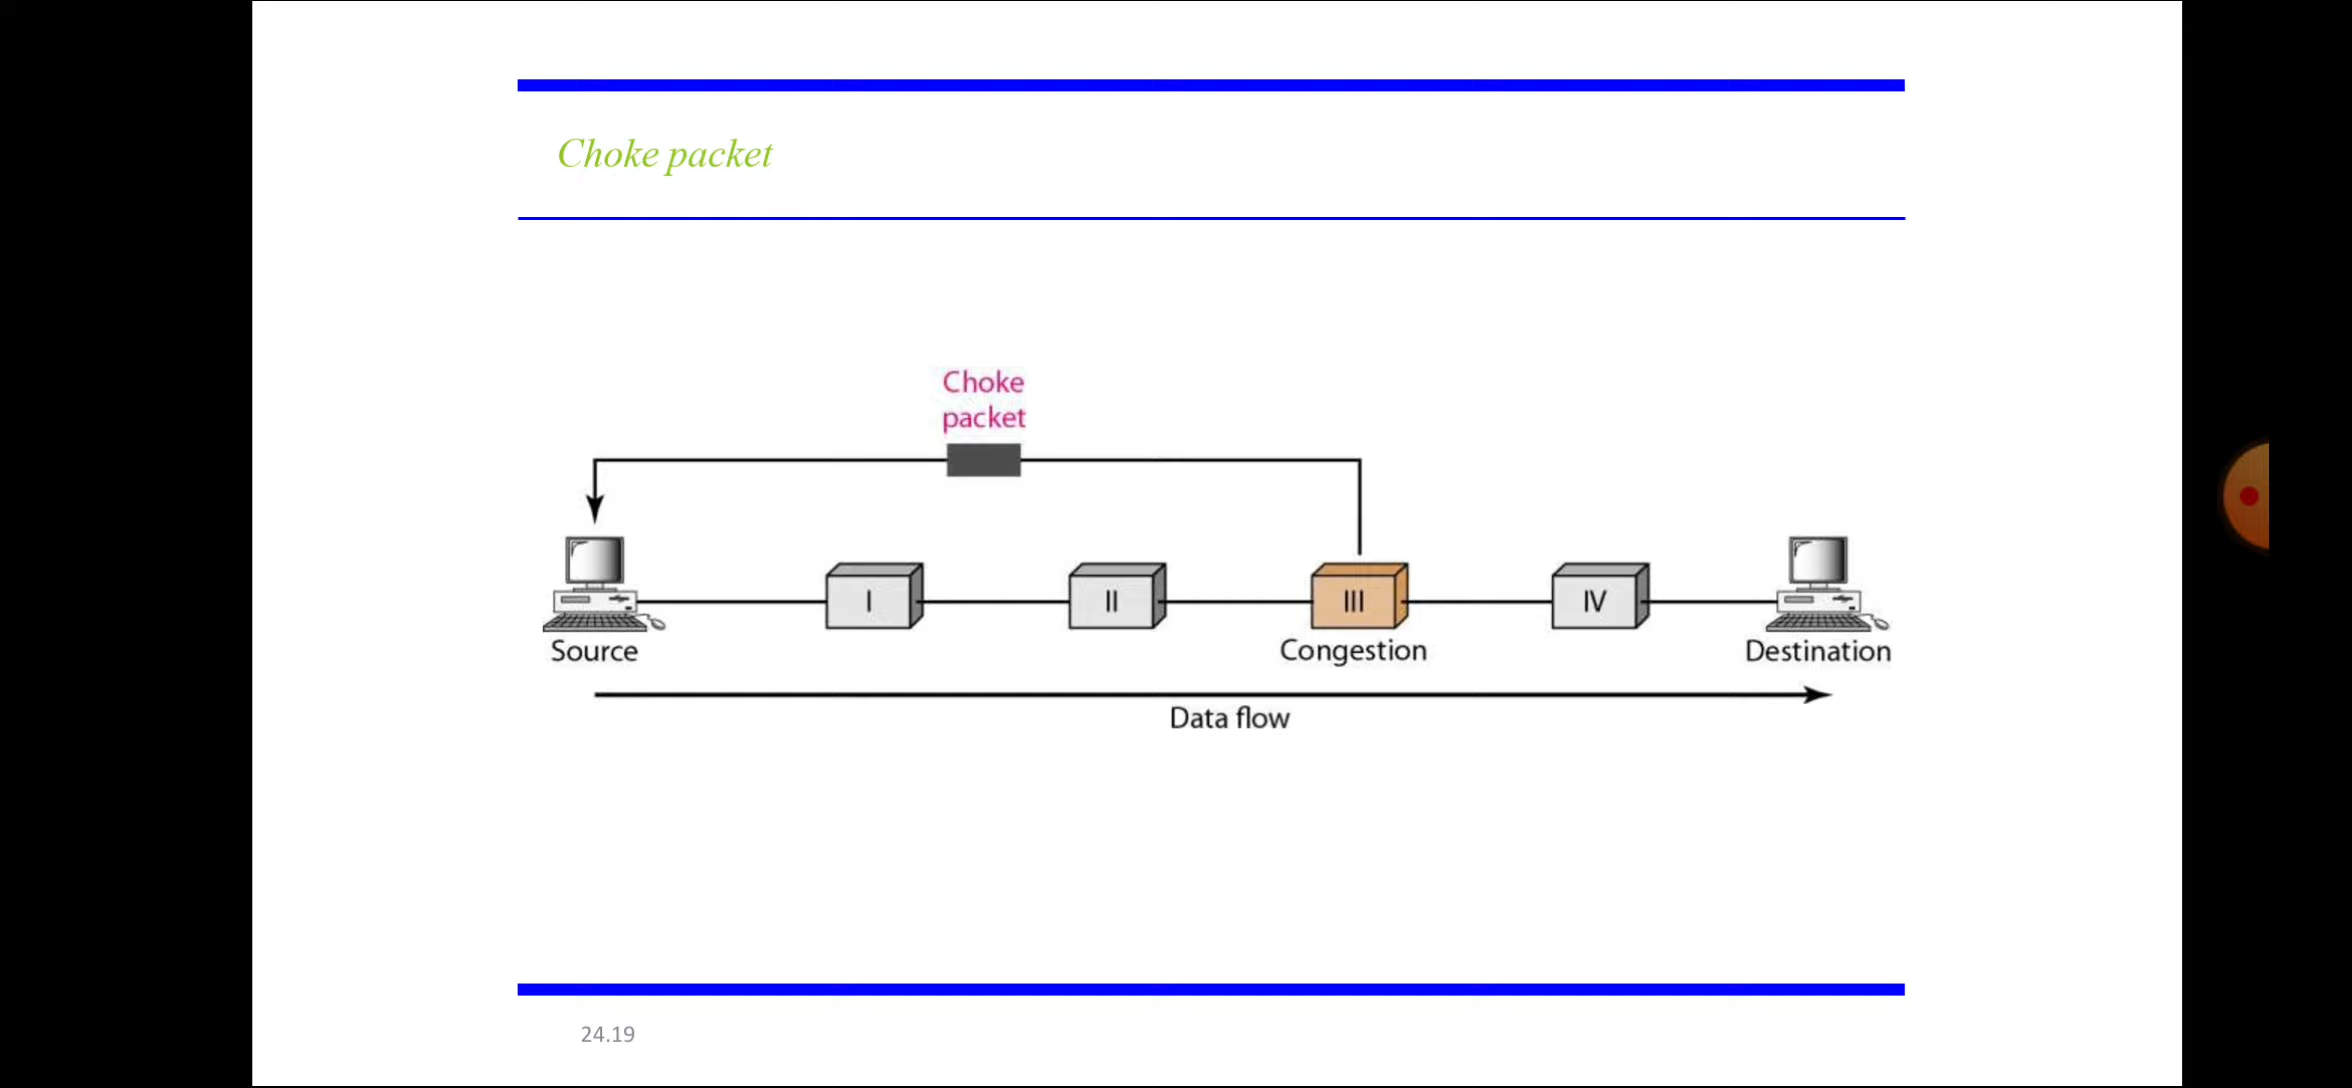 Choke packet
Choke
packet
I
II
III
IV
Source
Congestion
Destination
Data flow
24.19